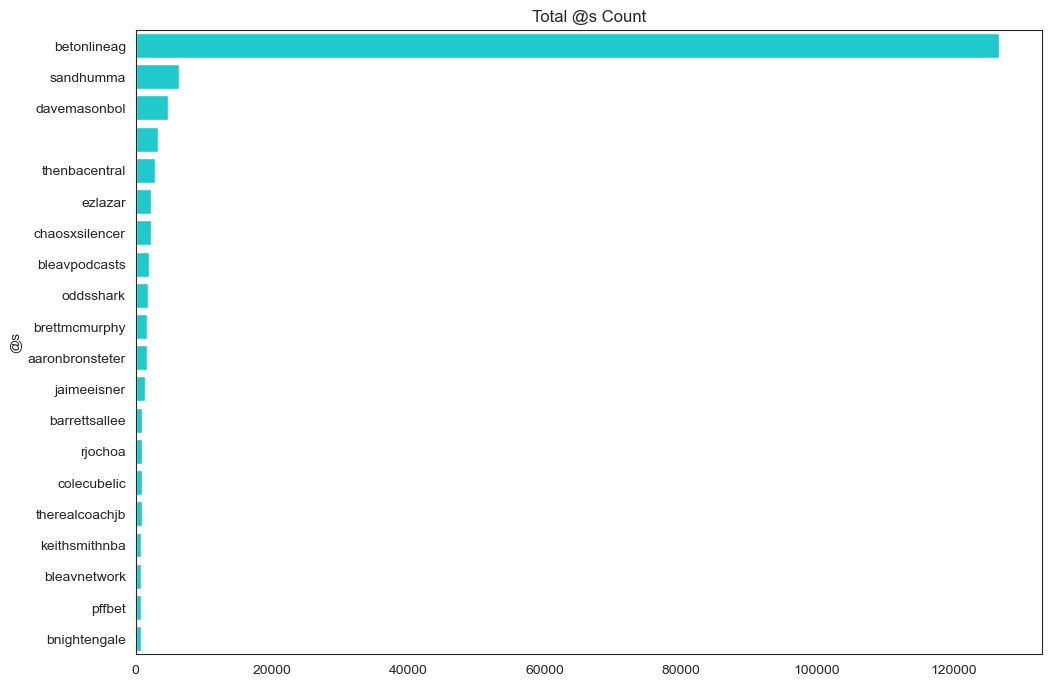 Total @s Count
betonlineag
sandhumma
davemasonbol
thenbacentral
ezlazar
chaosxsilencer
bleavpodcasts
oddsshark
brettmcmurphy
@s
aaronbronsteter
jaimeeisner
barrettsallee
rjochoa
colecubelic
therealcoachjb
keithsmithnba
bleavnetwork
pffbet
bnightengale
0 20000 40000 60000 80000 100000 120000